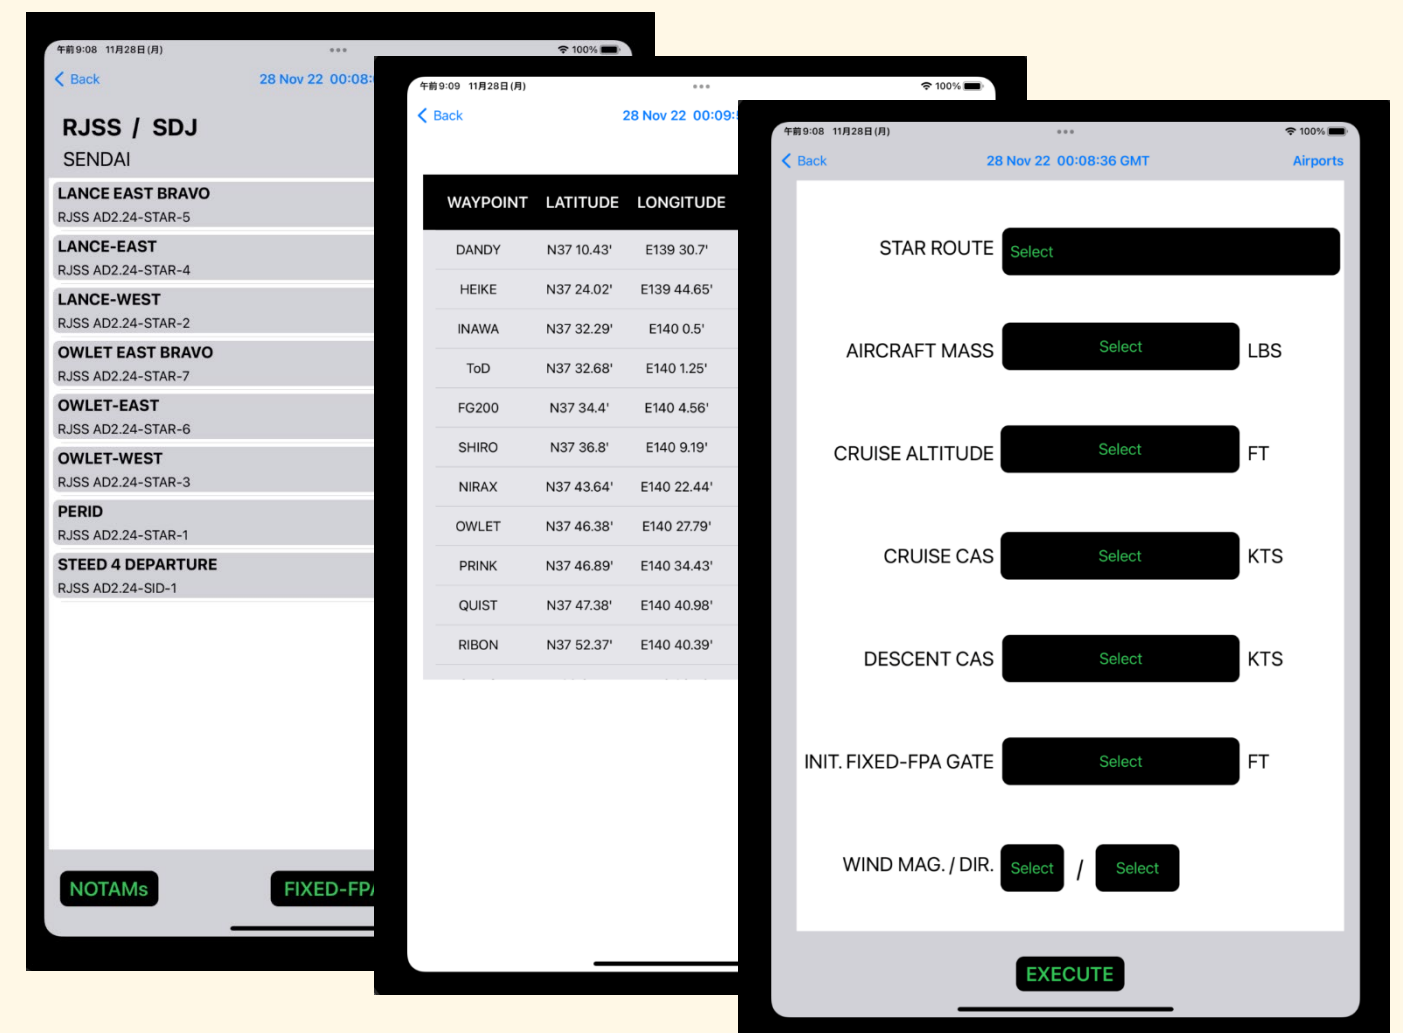 午前9:08 11月28日(月)
100%
Back
28 Nov 22 00:08:
RJSS / SDJ
SENDAI
LANCE EAST BRAVO
RJSS AD2.24-STAR-5
LANCE-EAST
RJSS AD2.24-STAR-4
LANCE-WEST
RJSS AD2.24-STAR-2
OWLET EAST BRAVO
RJSS AD2.24-STAR-7
OWLET-EAST
RJSS AD2.24-STAR-6
OWLET-WEST
RJSS AD2.24-STAR-3
PERID
RJSS AD2.24-STAR-1
STEED 4 DEPARTURE
RJSS AD2.24-SID-1
NOTAMs
FIXED-FPA
午前9:09 11月28日(月)
100%
Back
28 Nov 22 00:09:
WAYPOINT LATITUDE LONGITUDE
DANDY N37 10.43' E139 30.7'
HEIKE N37 24.02' E139 44.65'
INAWA N37 32.29' E140 0.5'
ToD N37 32.68' E140 1.25'
FG200 N37 34.4' E140 4.56'
SHIRO N37 36.8' E140 9.19'
NIRAX N37 43.64' E140 22.44'
OWLET N37 46.38' E140 27.79'
PRINK N37 46.89' E140 34.43'
QUIST N37 47.38' E140 40.98'
RIBON N37 52.37' E140 40.39'
午前9:08 11月28日(月)
100%
Back
28 Nov 22 00:08:36 GMT
Airports
STAR ROUTE Select
AIRCRAFT MASS Select LBS
CRUISE ALTITUDE Select FT
CRUISE CAS Select KTS
DESCENT CAS Select KTS
INIT. FIXED-FPA GATE Select FT
WIND MAG. / DIR. Select / Select
EXECUTE